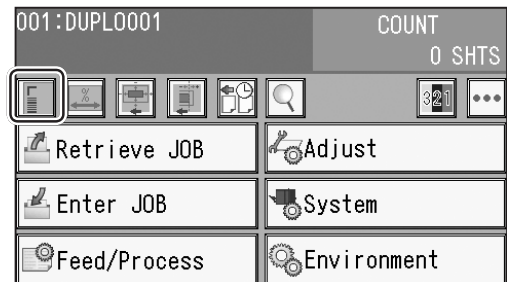 001:DUPLO001
COUNT
0 SHTS
%
321
Retrieve JOB
Adjust
Enter JOB
System
Feed/Process
Environment